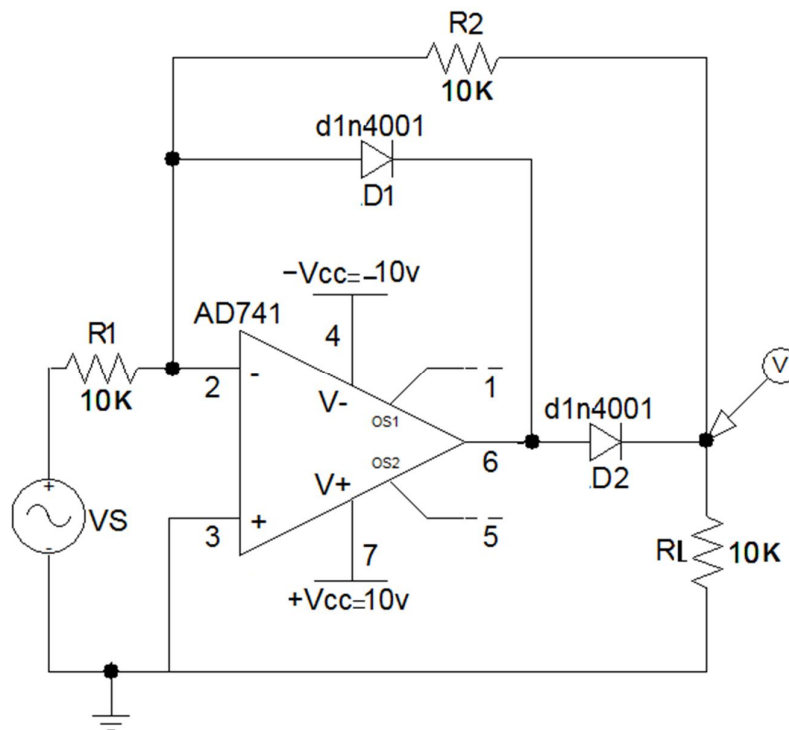 R2
10K
d1n4001
.D1
-Vcc=-10v
AD741
4
R1
10K
2
-
V-
OS1
1
d1n4001
V
6
.D2
OS2
V+
+
VS
-
3
+
5
7
+Vcc=10v
RL
10K